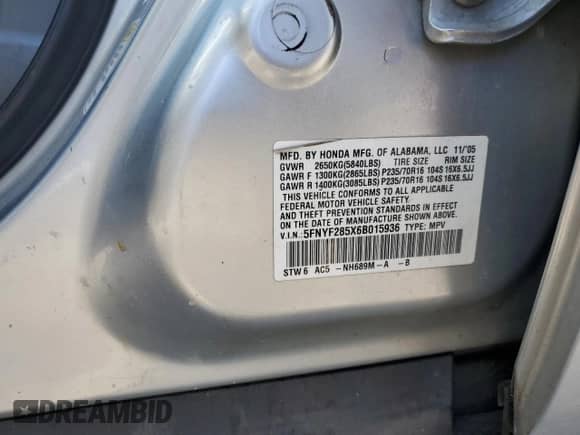 MFD. BY HONDA MFG. OF ALABAMA, LLC 11/'05
GVWR 2650KG(5840LBS) TIRE SIZE RIM SIZE
GAWR F 1300KG(2865LBS) P235/70R16 104S 16X6.5JJ
GAWR R 1400KG(3085LBS) P235/70R16 104S 16X6.5JJ
THIS VEHICLE CONFORMS TO ALL APPLICABLE
FEDERAL MOTOR VEHICLE SAFETY
STANDARDS IN EFFECT
ON THE DATE OF MANUFACTURE SHOWN ABOVE.
V.I.N.: 5FNYF285X6B015936 TYPE: MPV
STW 6 AC5 -NH689M-A -B
DREAMBID